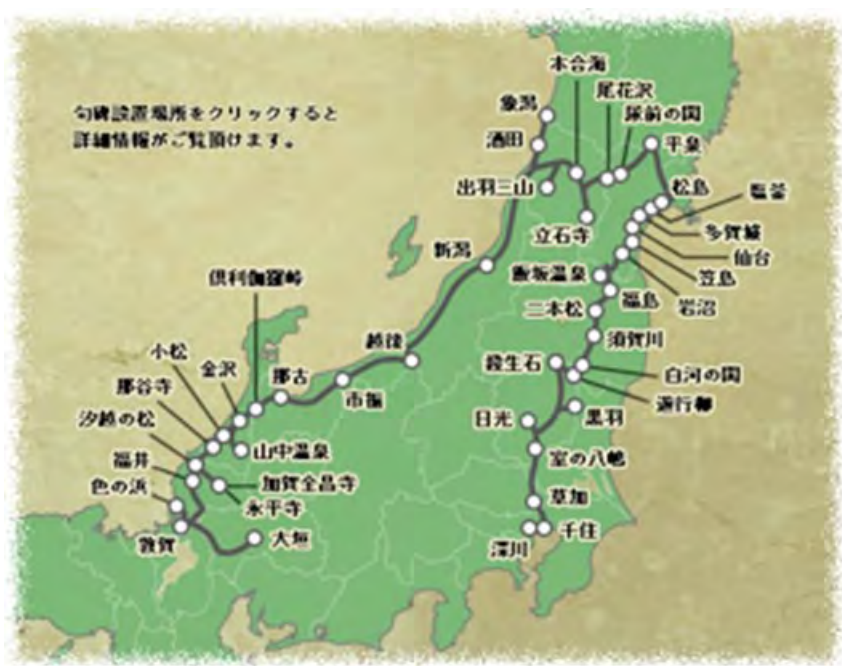 句碑設置場所をクリックすると
詳細情報がご覧頂けます。
本合海
尾花沢
尿前の関
象潟
酒田
平泉
出羽三山
松島
塩釜
立石寺
多賀城
仙台
新潟
飯坂温泉
笠島
倶利伽羅峠
福島
岩沼
二本松
越後
小松
須賀川
金沢
那古
殺生石
白河の関
那谷寺
市振
遊行柳
汐越の松
日光
黒羽
山中温泉
福井
室の八嶋
加賀全昌寺
色の浜
永平寺
草加
敦賀
大垣
深川
千住